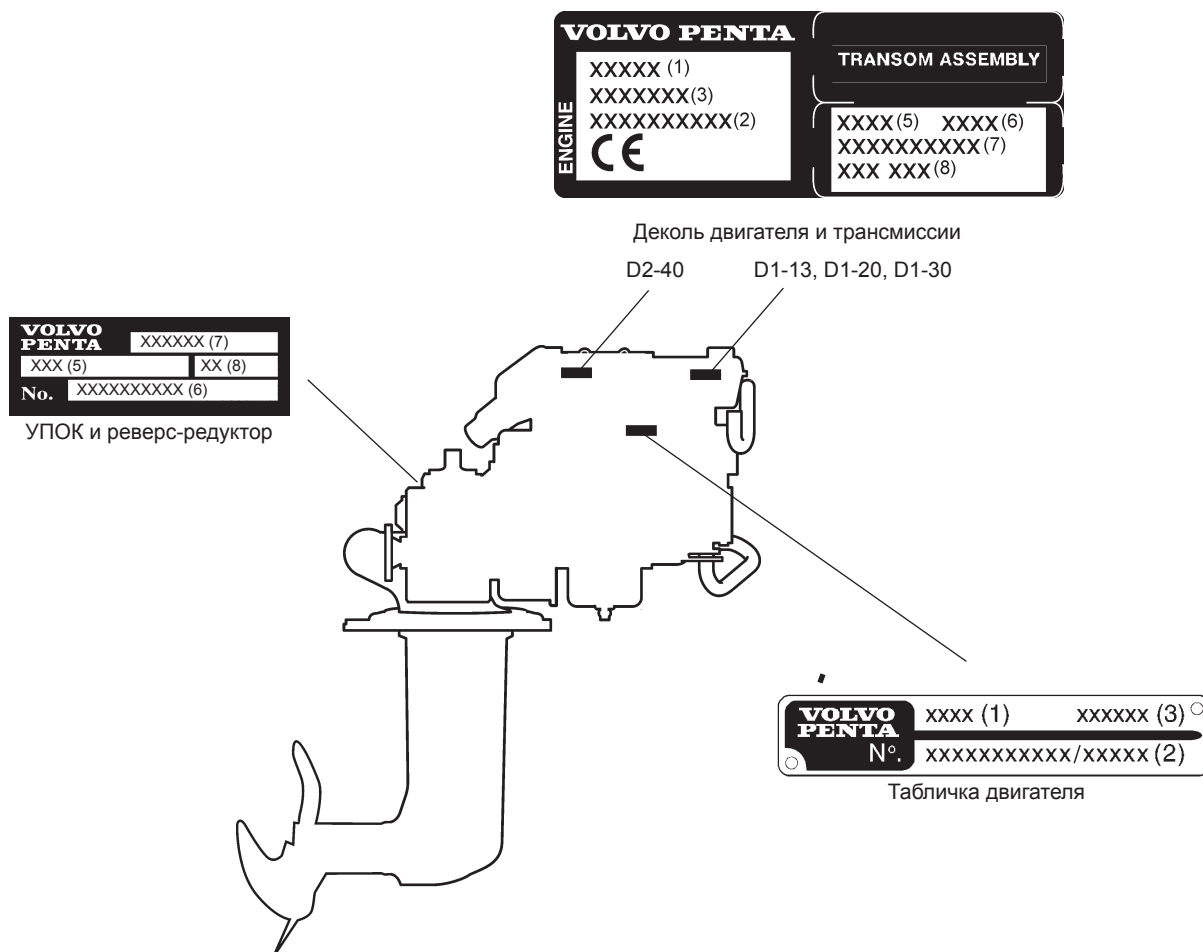 VOLVO PENTA
ENGINE
XXXXX (1)
XXXXXXX(3)
XXXXXXXXXX(2)
CE
TRANSOM ASSEMBLY
XXXX(5) XXXX(6)
XXXXXXXXXX(7)
XXX XXX(8)
Деколь двигателя и трансмиссии
D2-40 D1-13, D1-20, D1-30
VOLVO
PENTA
XXXXXX (7)
XXX (5) XX (8)
No. XXXXXXXXXX (6)
УПОК и реверс-редуктор
VOLVO
PENTA
xxxx (1) xxxxxx (3)
Nº. xxxxxxxxxxx/xxxxx (2)
Табличка двигателя